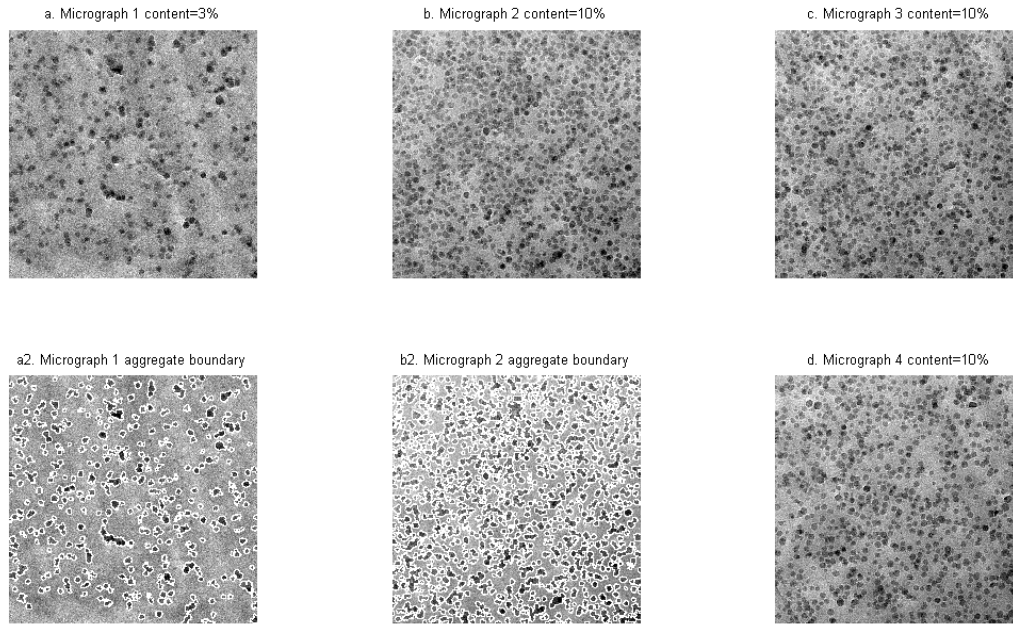 a. Micrograph 1 content=3%
b. Micrograph 2 content=10%
c. Micrograph 3 content=10%
a2. Micrograph 1 aggregate boundary
b2. Micrograph 2 aggregate boundary
d. Micrograph 4 content=10%